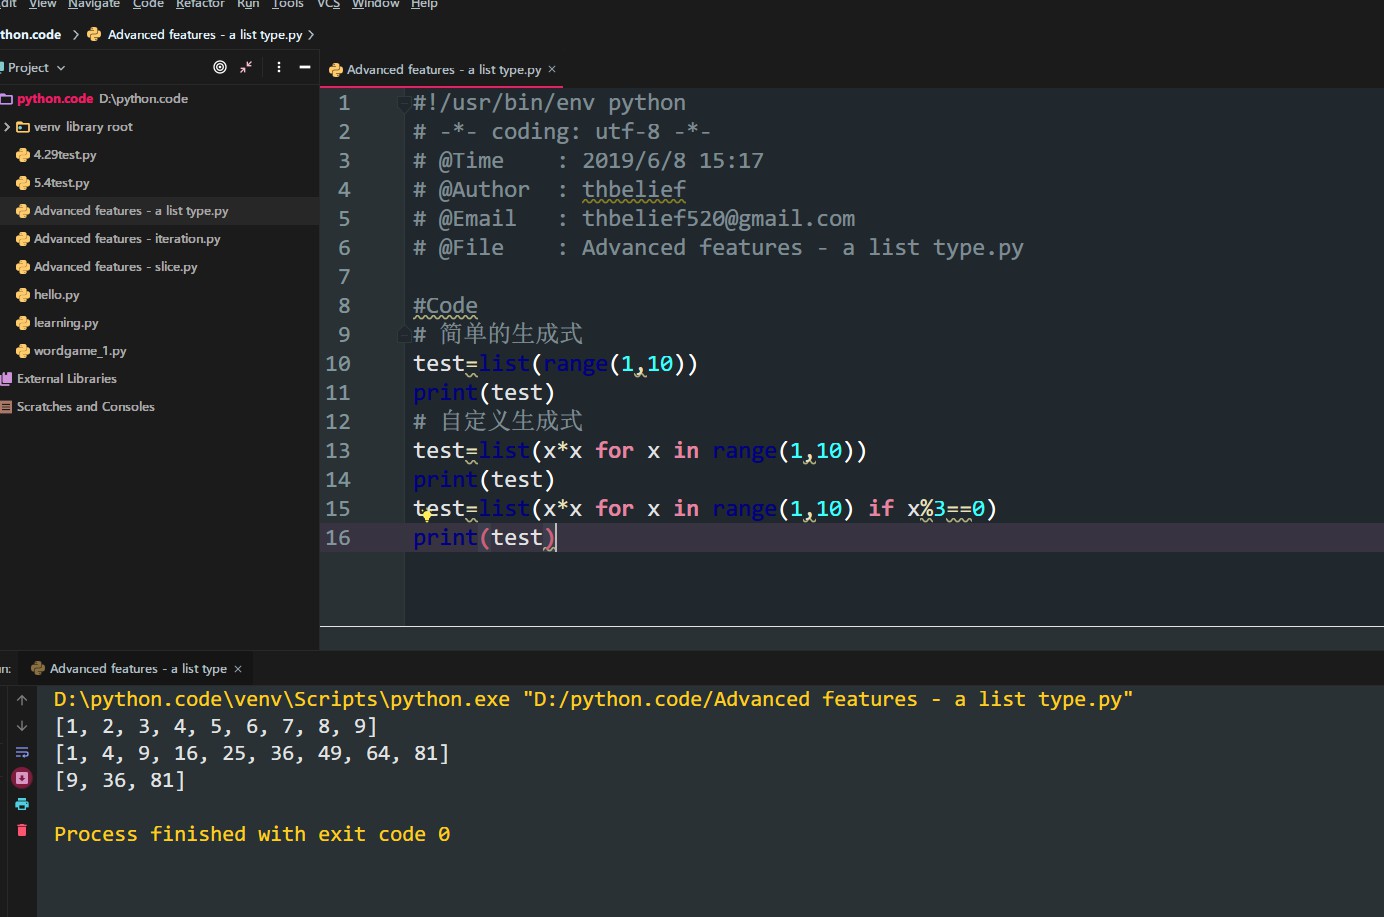 View Navigate Code Refactor Run Tools VCS Window Help
thon.code Advanced features - a list type.py
Project
Advanced features - a list type.py ×
python.code D:\python.code
venv library root
4.29test.py
5.4test.py
Advanced features - a list type.py
Advanced features - iteration.py
Advanced features - slice.py
hello.py
learning.py
wordgame_1.py
External Libraries
Scratches and Consoles
1 #!/usr/bin/env python
2 # -*- coding: utf-8 -*-
3 # @Time    : 2019/6/8 15:17
4 # @Author  : thbelief
5 # @Email   : thbelief520@gmail.com
6 # @File    : Advanced features - a list type.py
7
8 #Code
9 # 简单的生成式
10 test=list(range(1,10))
11 print(test)
12 # 自定义生成式
13 test=list(x*x for x in range(1,10))
14 print(test)
15 test=list(x*x for x in range(1,10) if x%3==0)
16 print(test)
n: Advanced features - a list type ×
D:\python.code\venv\Scripts\python.exe "D:/python.code/Advanced features - a list type.py"
[1, 2, 3, 4, 5, 6, 7, 8, 9]
[1, 4, 9, 16, 25, 36, 49, 64, 81]
[9, 36, 81]
Process finished with exit code 0